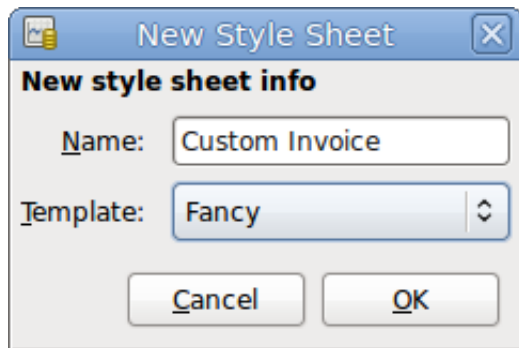 New Style Sheet
New style sheet info
Name: Custom Invoice
Template: Fancy
Cancel OK